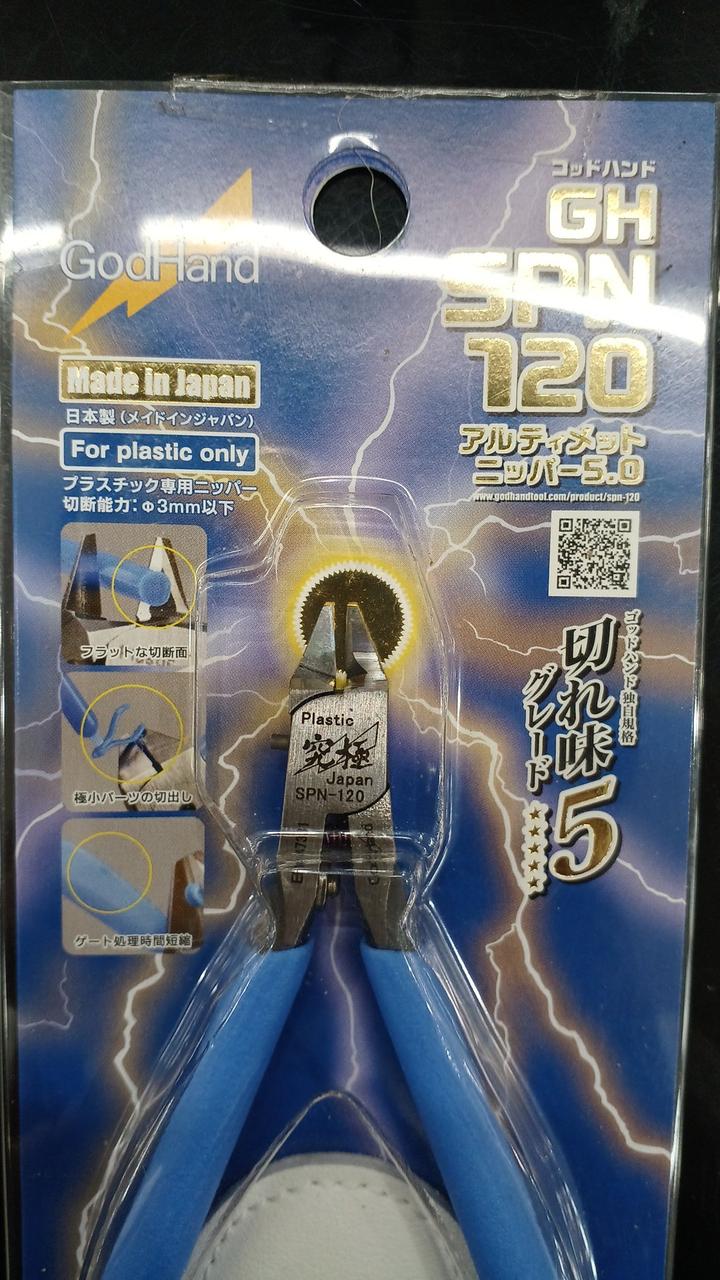 ゴッドハンド
GH
SPN
120
アルティメット
ニッパー5.0
www.godhandtool.com/product/spn-120
GodHand
Made in Japan
日本製（メイドインジャパン）
For plastic only
プラスチック専用ニッパー
切断能力：φ3mm以下
フラットな切断面
極小パーツの切出し
ゲート処理時間短縮
ゴッドハンド独自規格
切れ味
グレード
5
★★★★★
Plastic
究極
Japan
SPN-120